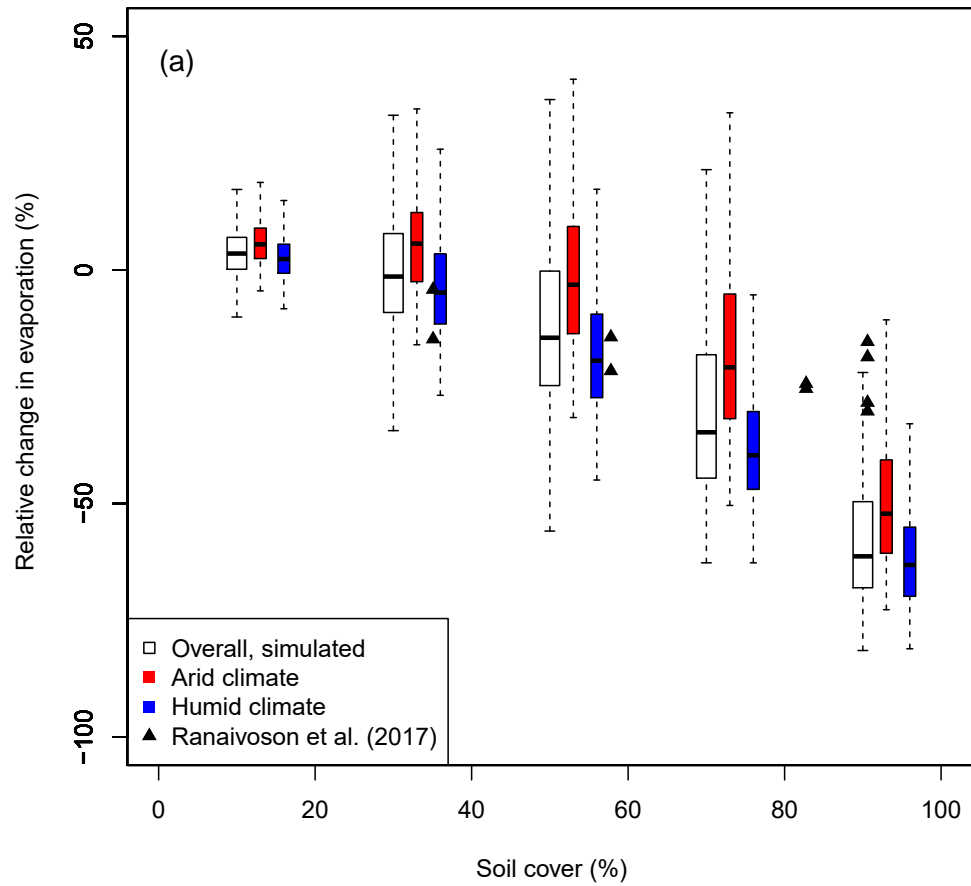 (a)
50
0
−50
−100
Relative change in evaporation (%)
Overall, simulated
Arid climate
Humid climate
Ranaivoson et al. (2017)
0 20 40 60 80 100
Soil cover (%)